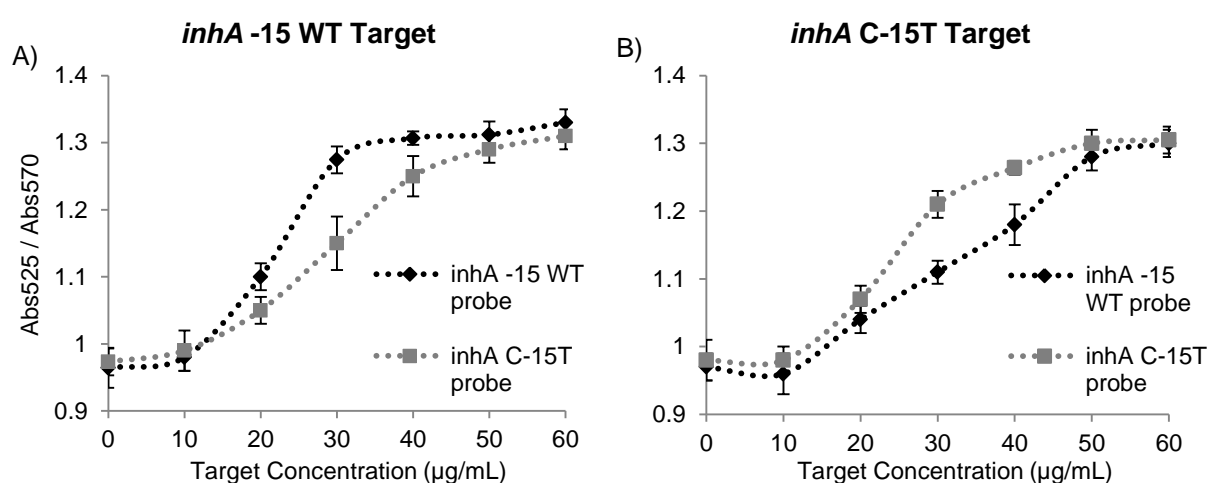 A)
inhA -15 WT Target
Abs525 / Abs570
1.4
1.3
1.2
1.1
1
0.9
inhA -15 WT
probe
inhA C-15T
probe
0 10 20 30 40 50 60
Target Concentration (µg/mL)
B)
inhA C-15T Target
1.4
1.3
1.2
1.1
1
0.9
inhA -15
WT probe
inhA C-15T
probe
0 10 20 30 40 50 60
Target Concentration (µg/mL)